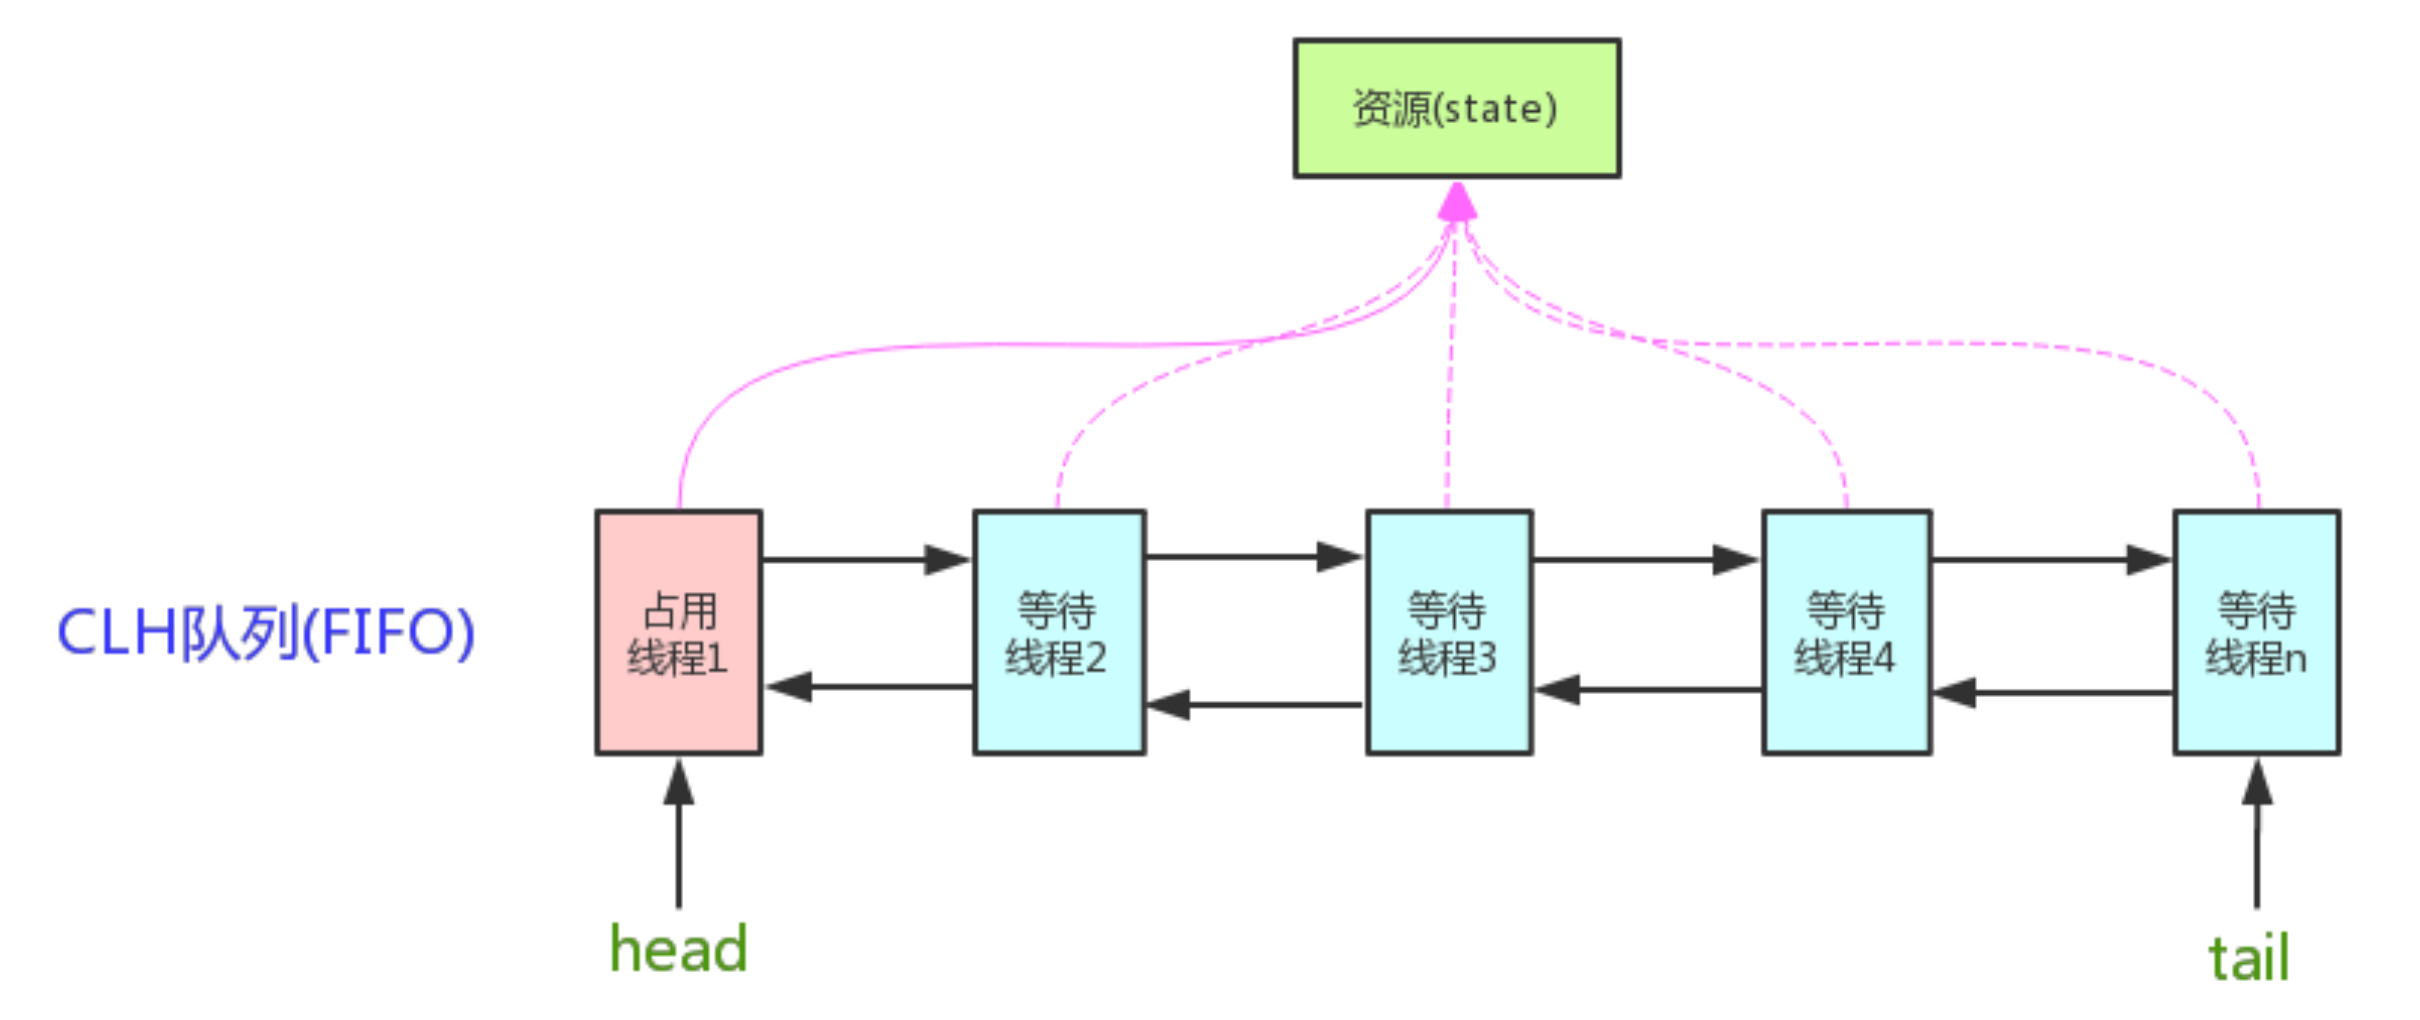 资源(state)
CLH队列(FIFO)
占用
线程1
等待
线程2
等待
线程3
等待
线程4
等待
线程n
head
tail